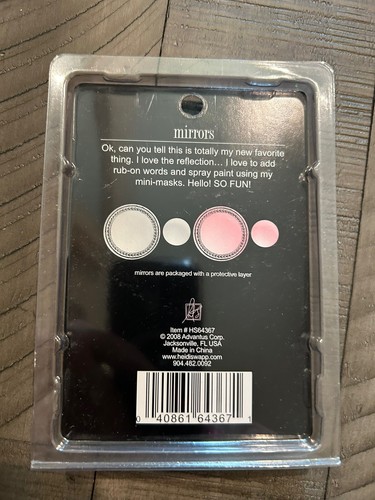 mirrors
Ok, can you tell this is totally my new favorite
thing. I love the reflection... I love to add
rub-on words and spray paint using my
mini-masks. Hello! SO FUN!
mirrors are packaged with a protective layer
Item # HS64367
© 2008 Advantus Corp.
Jacksonville, FL USA
Made in China
www.heidiswapp.com
904.482.0092
0 40861 64367 1